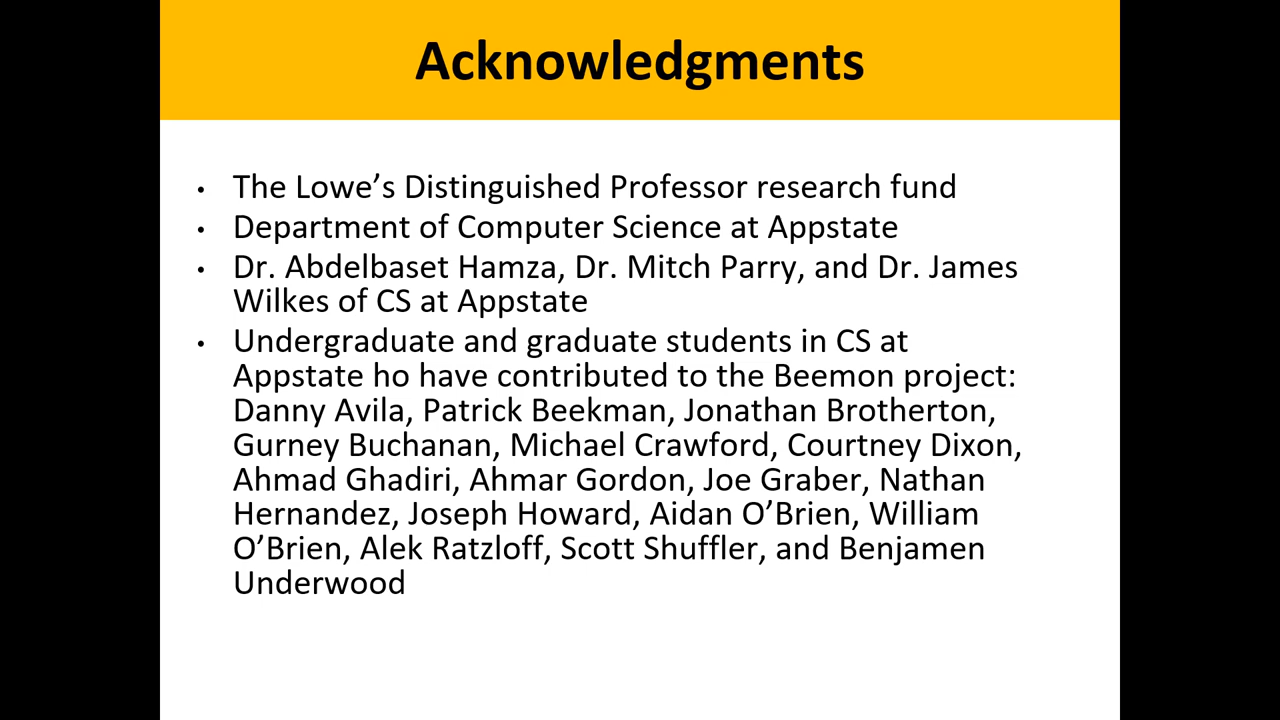 Acknowledgments
• The Lowe’s Distinguished Professor research fund
• Department of Computer Science at Appstate
• Dr. Abdelbaset Hamza, Dr. Mitch Parry, and Dr. James
Wilkes of CS at Appstate
• Undergraduate and graduate students in CS at
Appstate ho have contributed to the Beemon project:
Danny Avila, Patrick Beekman, Jonathan Brotherton,
Gurney Buchanan, Michael Crawford, Courtney Dixon,
Ahmad Ghadiri, Ahmar Gordon, Joe Graber, Nathan
Hernandez, Joseph Howard, Aidan O’Brien, William
O’Brien, Alek Ratzloff, Scott Shuffler, and Benjamen
Underwood